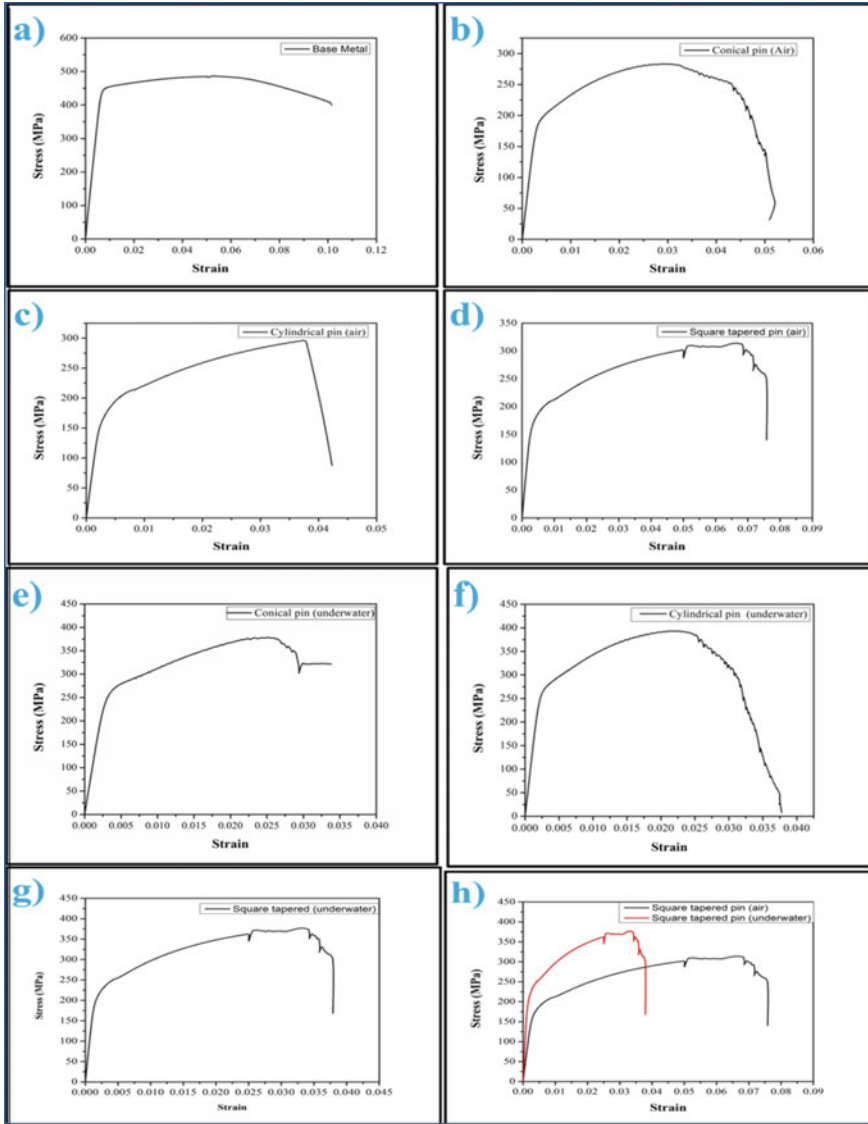 a)
Base Metal
600
500
400
300
200
100
0
0.00 0.02 0.04 0.06 0.08 0.10 0.12
Stress (MPa)
Strain
b)
Conical pin (Air)
300
250
200
150
100
50
0
0.00 0.01 0.02 0.03 0.04 0.05 0.06
Stress (MPa)
Strain
c)
Cylindrical pin (air)
300
250
200
150
100
50
0
0.00 0.01 0.02 0.03 0.04 0.05
Stress (MPa)
Strain
d)
Square tapered pin (air)
350
300
250
200
150
100
50
0
0.00 0.01 0.02 0.03 0.04 0.05 0.06 0.07 0.08 0.09
Stress (MPa)
Strain
e)
Conical pin (underwater)
450
400
350
300
250
200
150
100
50
0
0.000 0.005 0.010 0.015 0.020 0.025 0.030 0.035 0.040
Stress (MPa)
Strain
f)
Cylindrical pin (underwater)
450
400
350
300
250
200
150
100
50
0
0.000 0.005 0.010 0.015 0.020 0.025 0.030 0.035 0.040
Stress (MPa)
Strain
g)
Square tapered (underwater)
450
400
350
300
250
200
150
100
50
0
0.000 0.005 0.010 0.015 0.020 0.025 0.030 0.035 0.040 0.045
Stress (MPa)
Strain
h)
Square tapered pin (air)
Square tapered pin (underwater)
450
400
350
300
250
200
150
100
50
0
0.00 0.01 0.02 0.03 0.04 0.05 0.06 0.07 0.08 0.09
Stress (MPa)
Strain